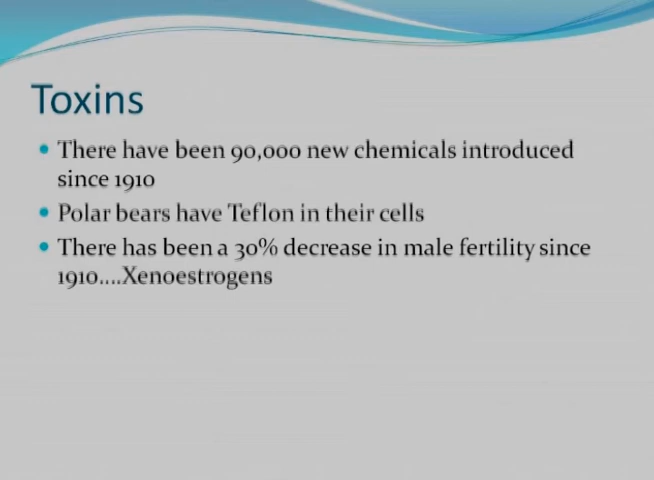 Toxins
There have been 90,000 new chemicals introduced
since 1910
Polar bears have Teflon in their cells
There has been a 30% decrease in male fertility since
1910....Xenoestrogens